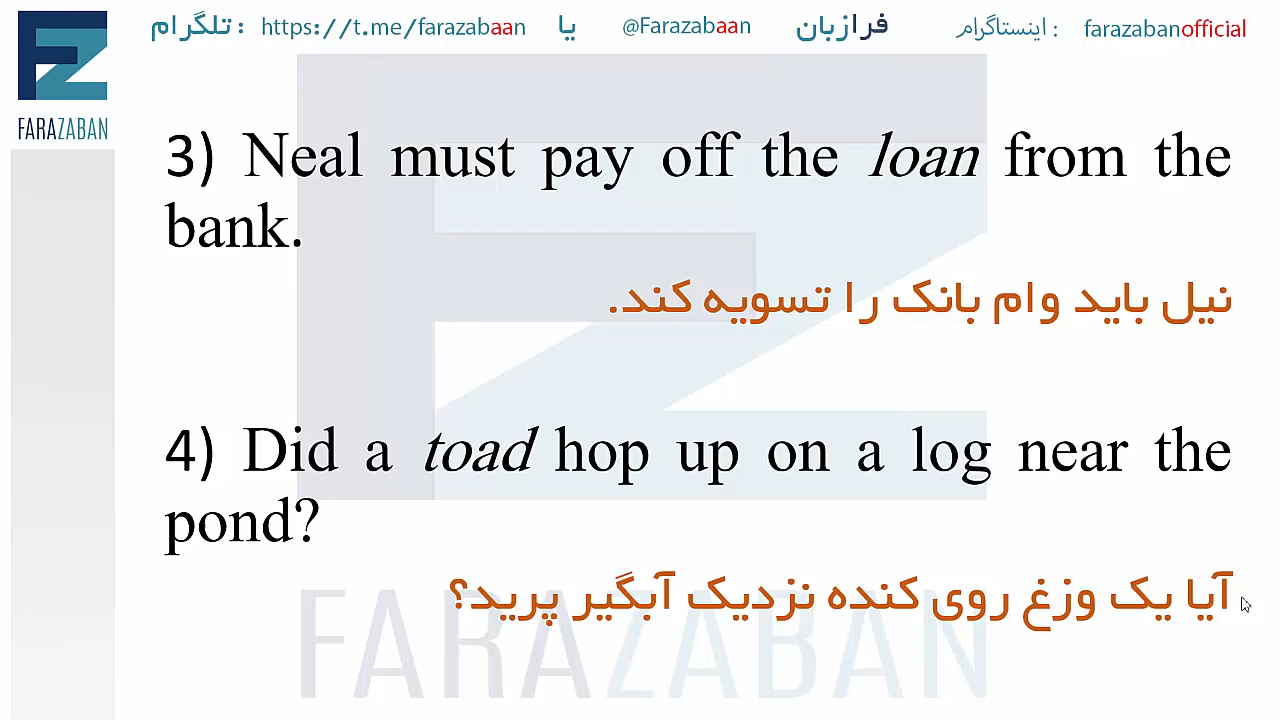 تلگرام : https://t.me/farazabaan یا @Farazabaan فرازبان اینستاگرام : farazabanofficial
FZ
FARAZABAN
3) Neal must pay off the loan from the
bank.
نیل باید وام بانک را تسویه کند.
4) Did a toad hop up on a log near the
pond?
آیا یک وزغ روی کنده نزدیک آبگیر پرید؟
FARAZABAN